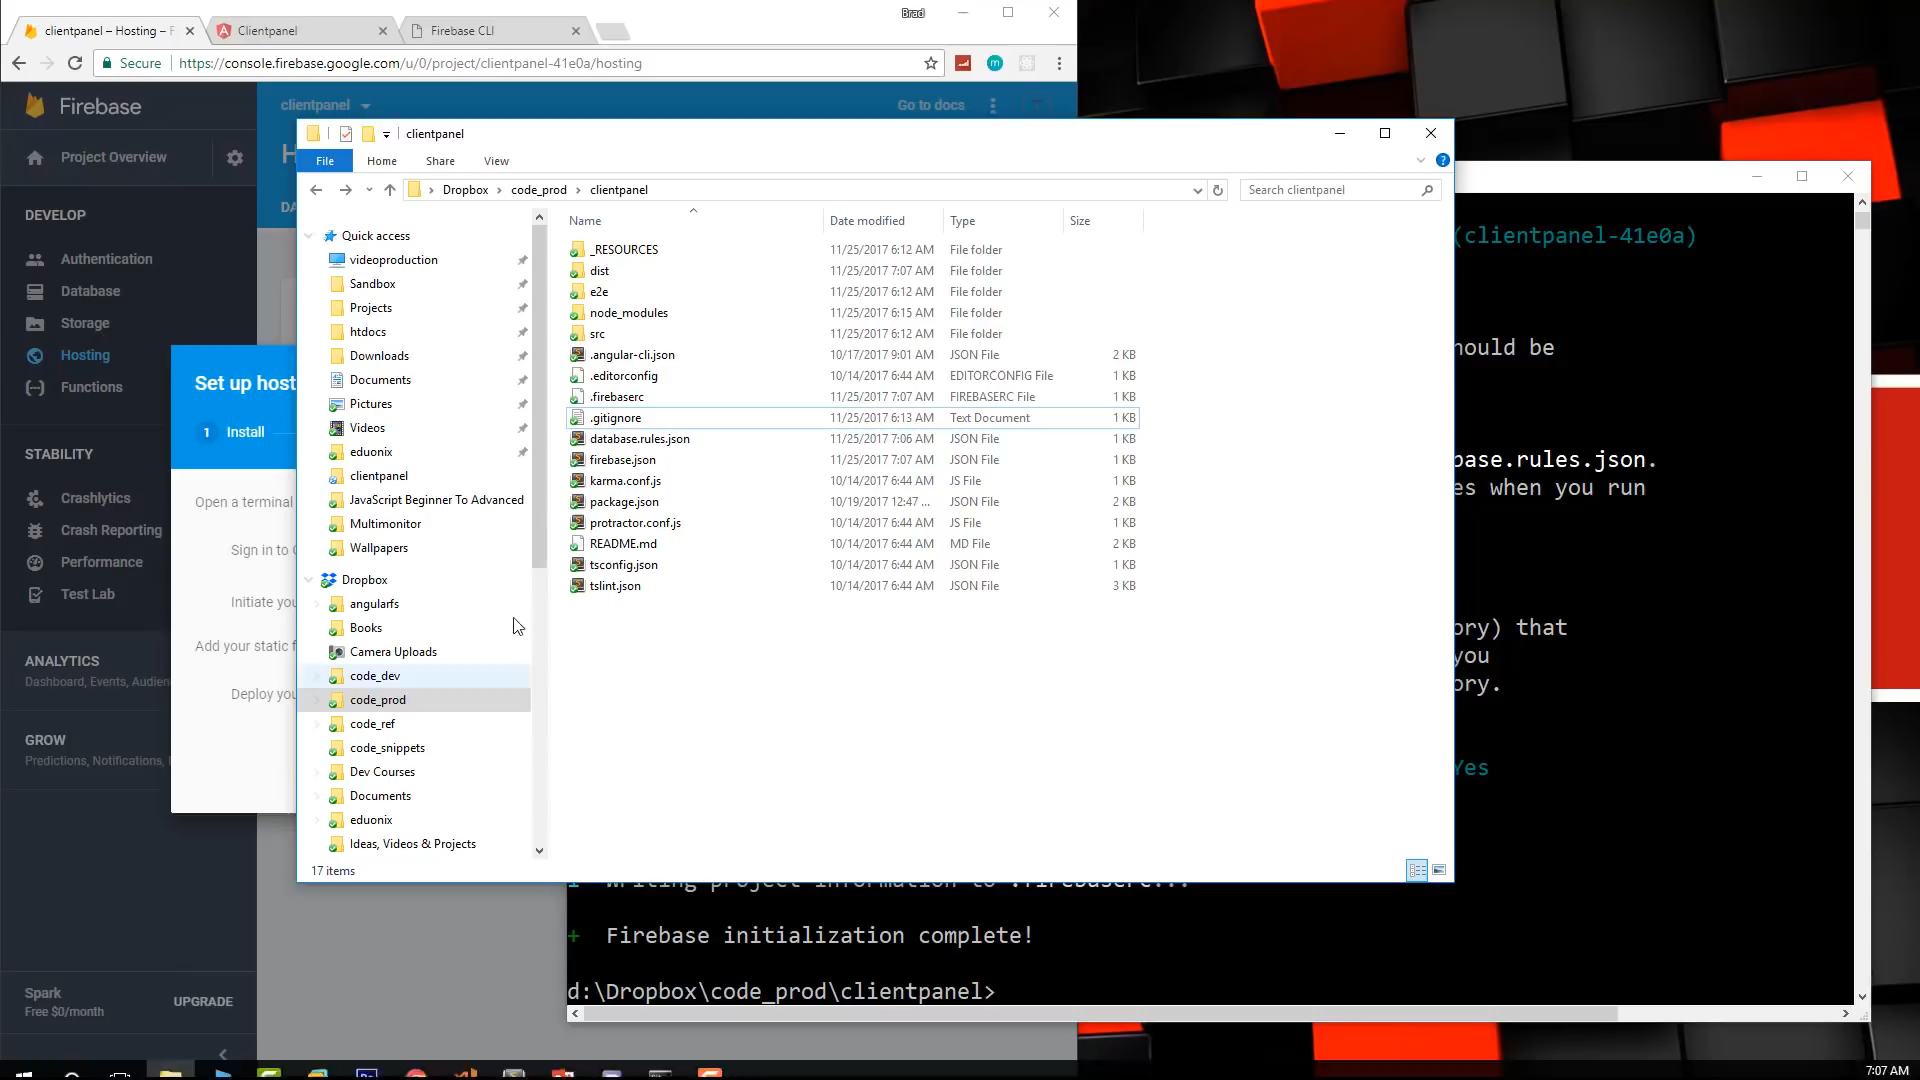 Brad
clientpanel – Hosting – F
Clientpanel
Firebase CLI
Secure
https://console.firebase.google.com/u/0/project/clientpanel-41e0a/hosting
Firebase
clientpanel
Go to docs
Project Overview
DEVELOP
Authentication
Database
Storage
Hosting
Functions
STABILITY
Crashlytics
Crash Reporting
Performance
Test Lab
ANALYTICS
Dashboard, Events, Audien
GROW
Predictions, Notifications,
Spark
Free $0/month
UPGRADE
Set up host
1 Install
Open a terminal
Sign in to
Initiate you
Add your static f
Deploy you
clientpanel
File
Home
Share
View
Dropbox
code_prod
clientpanel
Search clientpanel
Quick access
videoproduction
Sandbox
Projects
htdocs
Downloads
Documents
Pictures
Videos
eduonix
clientpanel
JavaScript Beginner To Advanced
Multimonitor
Wallpapers
Dropbox
angularfs
Books
Camera Uploads
code_dev
code_prod
code_ref
code_snippets
Dev Courses
Documents
eduonix
Ideas, Videos & Projects
Name Date modified Type Size
_RESOURCES 11/25/2017 6:12 AM File folder
dist 11/25/2017 7:07 AM File folder
e2e 11/25/2017 6:12 AM File folder
node_modules 11/25/2017 6:15 AM File folder
src 11/25/2017 6:12 AM File folder
.angular-cli.json 10/17/2017 9:01 AM JSON File 2 KB
.editorconfig 10/14/2017 6:44 AM EDITORCONFIG File 1 KB
.firebaserc 11/25/2017 7:07 AM FIREBASERC File 1 KB
.gitignore 11/25/2017 6:13 AM Text Document 1 KB
database.rules.json 11/25/2017 7:06 AM JSON File 1 KB
firebase.json 11/25/2017 7:07 AM JSON File 1 KB
karma.conf.js 10/14/2017 6:44 AM JS File 1 KB
package.json 10/19/2017 12:47 ... JSON File 2 KB
protractor.conf.js 10/14/2017 6:44 AM JS File 1 KB
README.md 10/14/2017 6:44 AM MD File 2 KB
tsconfig.json 10/14/2017 6:44 AM JSON File 1 KB
tslint.json 10/14/2017 6:44 AM JSON File 3 KB
17 items
(clientpanel-41e0a)
hould be
base.rules.json.
es when you run
ory) that
you
ory.
Yes
Writing project information to .firebaserc...
+ Firebase initialization complete!
d:\Dropbox\code_prod\clientpanel>
7:07 AM